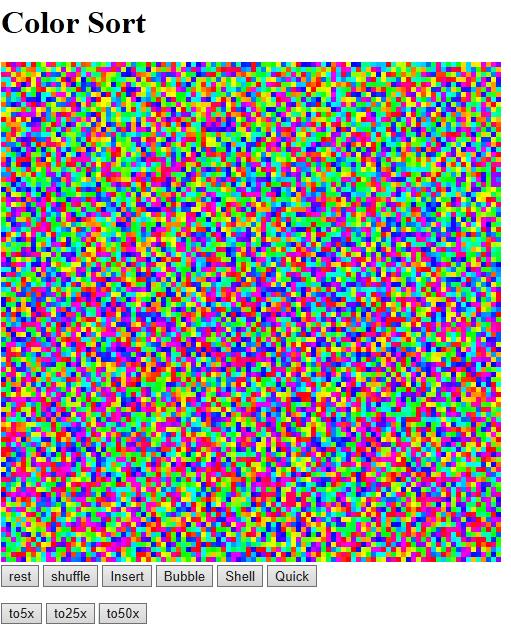 Color Sort
rest shuffle Insert Bubble Shell Quick
to5x to25x to50x